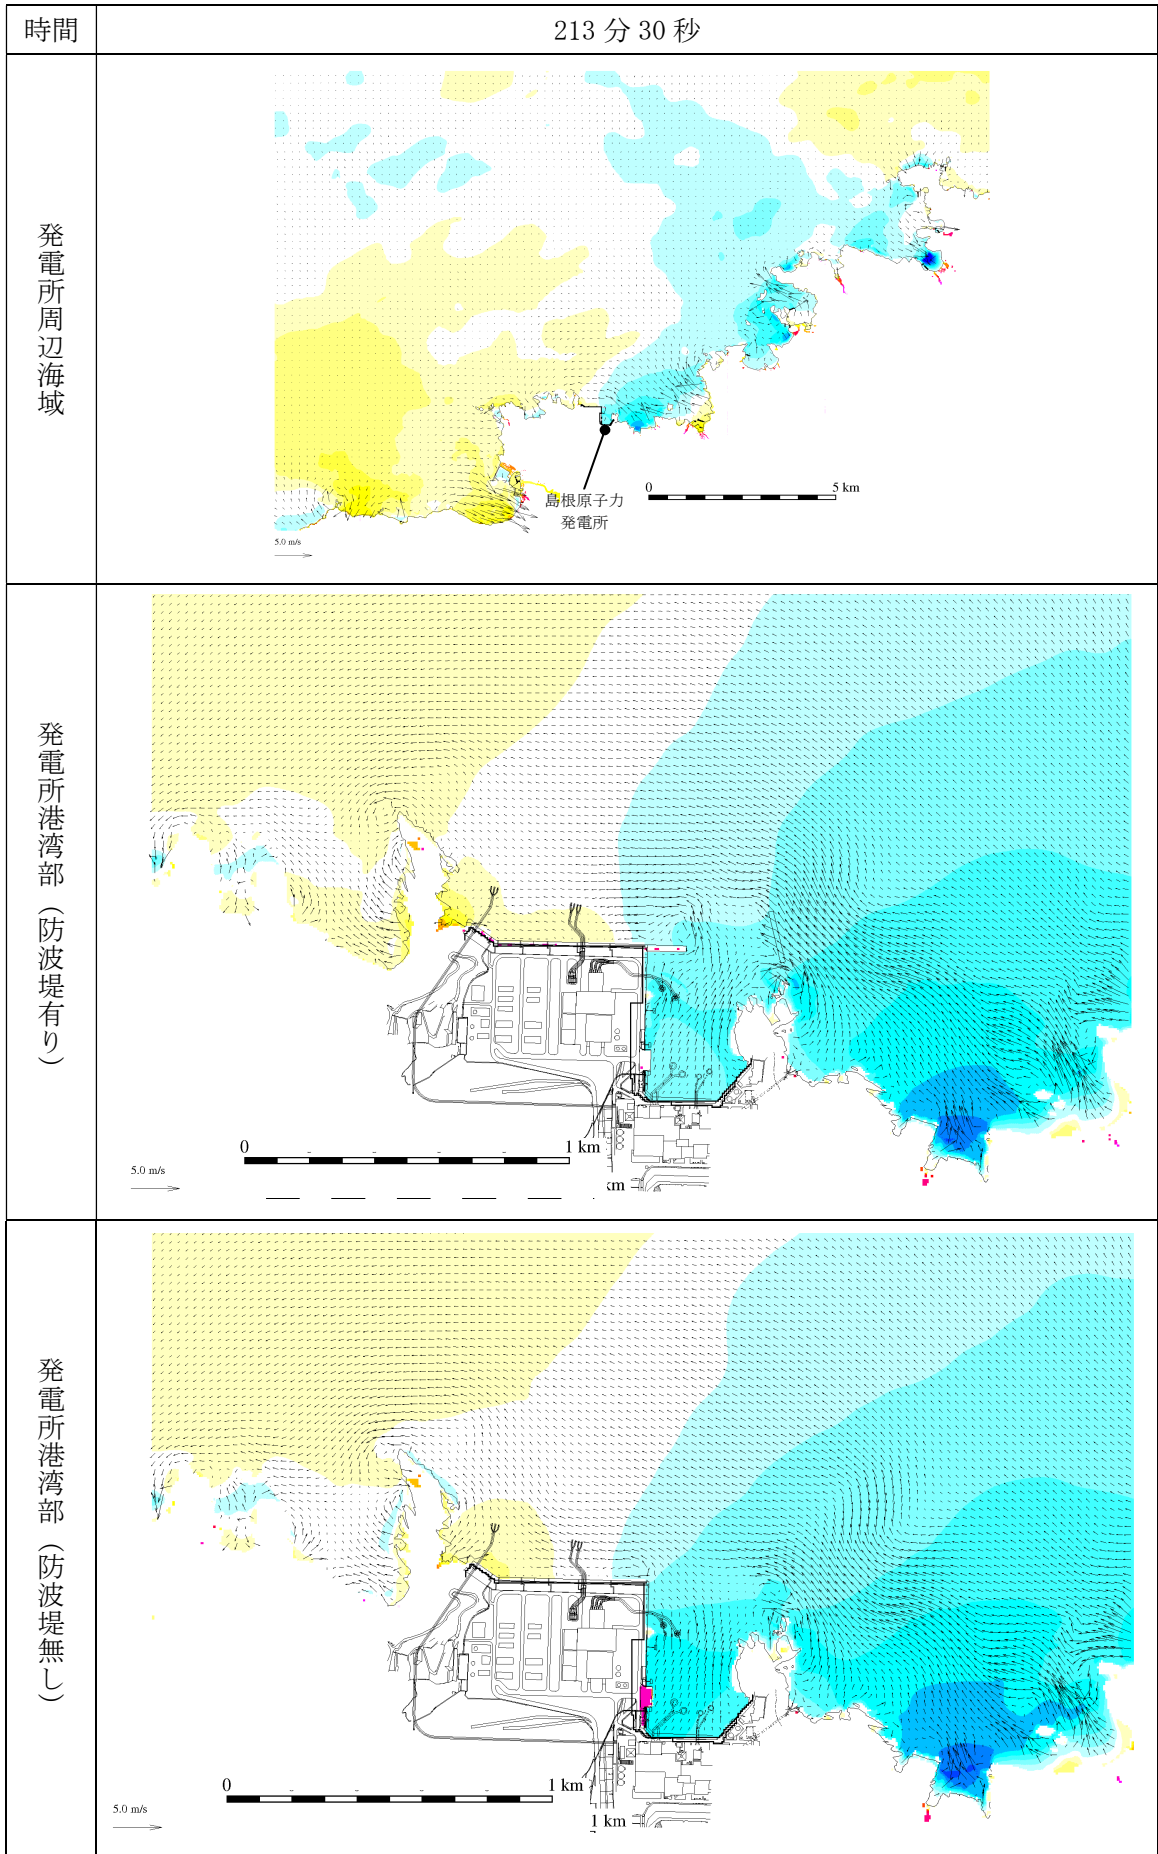 時間
213 分 30 秒
発電所周辺海域
島根原子力
発電所
0
5 km
5.0 m/s
発電所港湾部（防波堤有り）
0
1 km
km
5.0 m/s
発電所港湾部（防波堤無し）
0
1 km
1 km
5.0 m/s